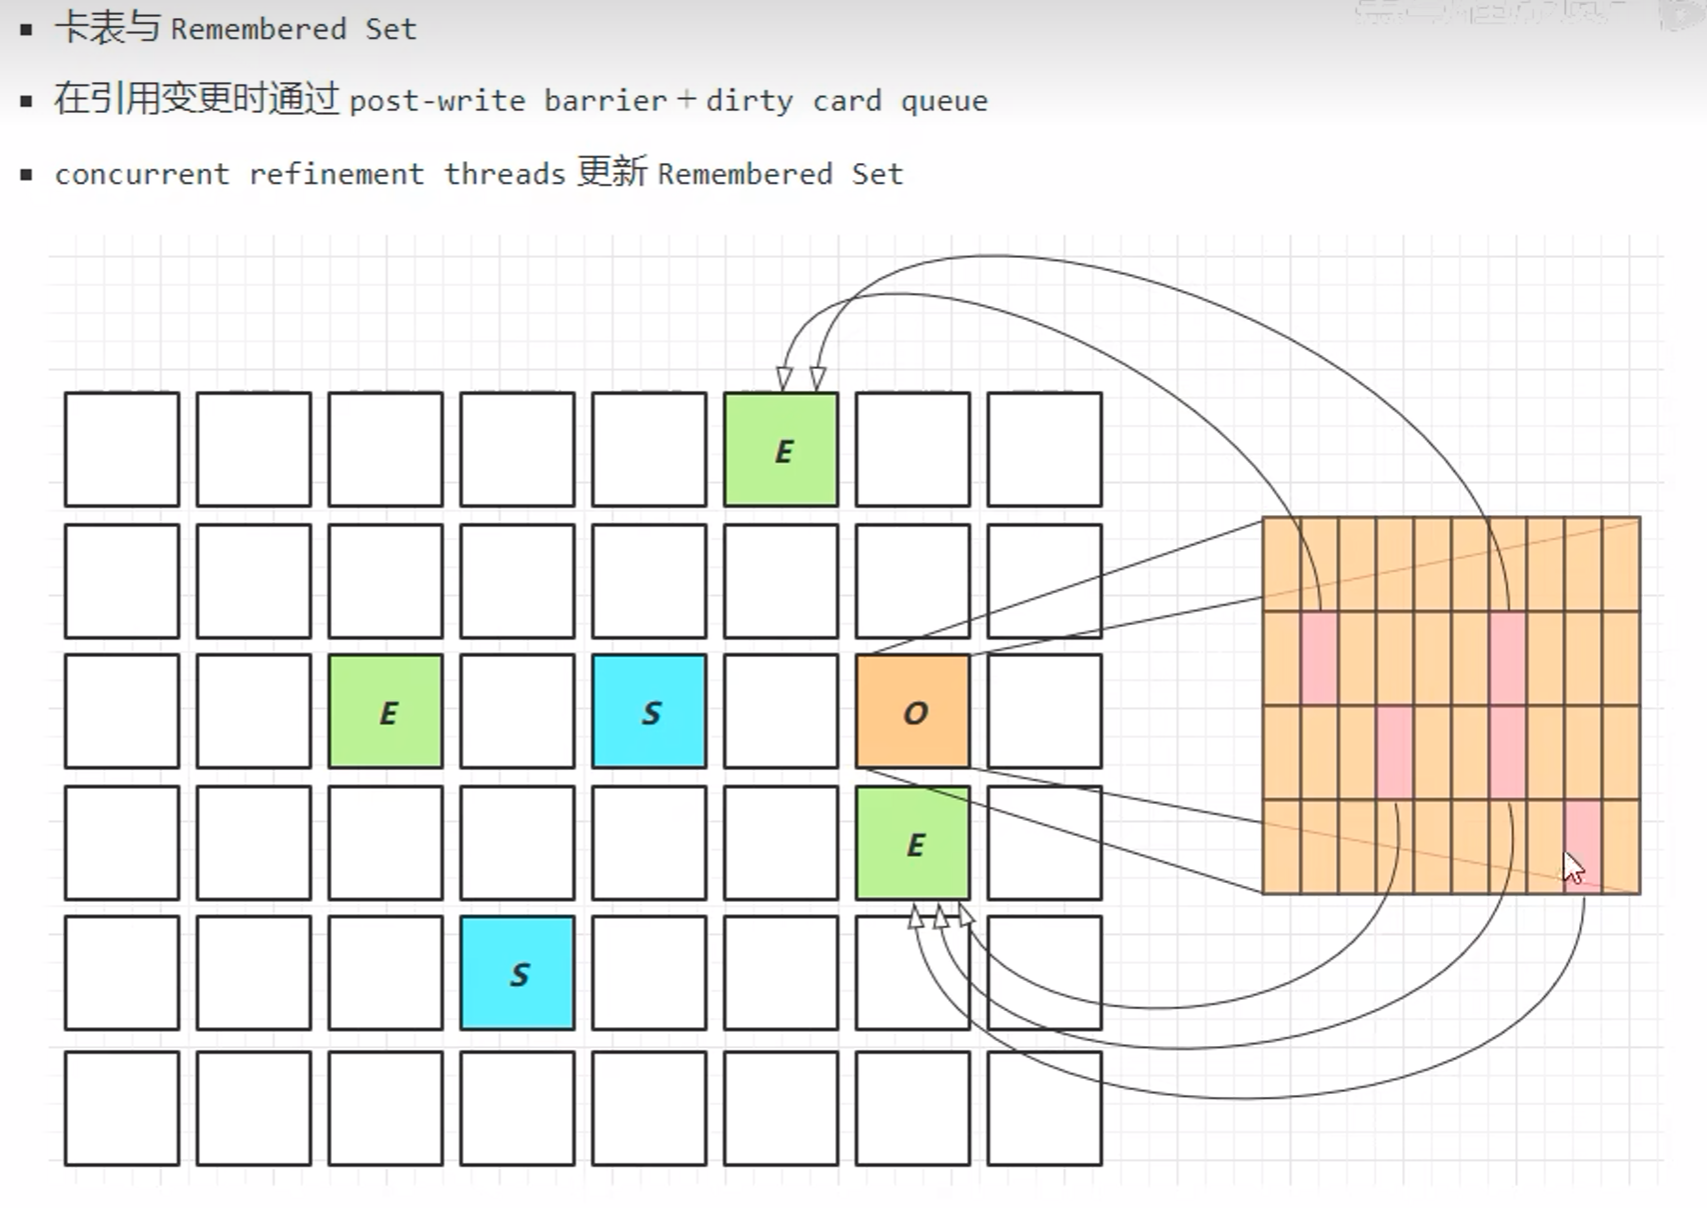 卡表与 Remembered Set
在引用变更时通过 post-write barrier + dirty card queue
concurrent refinement threads 更新 Remembered Set
E
E
S
O
E
S